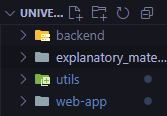 UNIVE...
backend
explanatory_mate...
utils
web-app